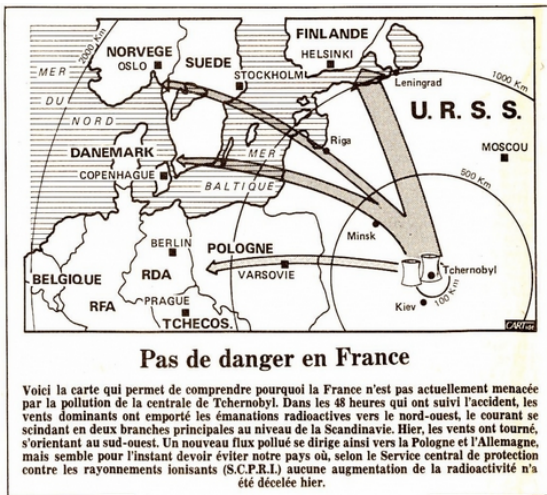 NORVEGE
OSLO
SUÈDE
STOCKHOLM
FINLANDE
HELSINKI
Leningrad
2000 Km
1000 Km
U. R. S. S.
MOSCOU
MER
DU
NORD
DANEMARK
COPENHAGUE
MER
BALTIQUE
Riga
500 Km
Minsk
BERLIN
POLOGNE
VARSOVIE
Tchernobyl
100 Km
Kiev
BELGIQUE
RDA
RFA
PRAGUE
TCHECOS.
Pas de danger en France
Voici la carte qui permet de comprendre pourquoi la France n'est pas actuellement menacée
par la pollution de la centrale de Tchernobyl. Dans les 48 heures qui ont suivi l'accident, les
vents dominants ont emporté les émanations radioactives vers le nord-ouest, le courant se
scindant en deux branches principales au niveau de la Scandinavie. Hier, les vents ont tourné,
s'orientant au sud-ouest. Un nouveau flux pollué se dirige ainsi vers la Pologne et l'Allemagne,
mais semble pour l'instant devoir éviter notre pays où, selon le Service central de protection
contre les rayonnements ionisants (S.C.P.R.I.) aucune augmentation de la radioactivité n'a
été décelée hier.